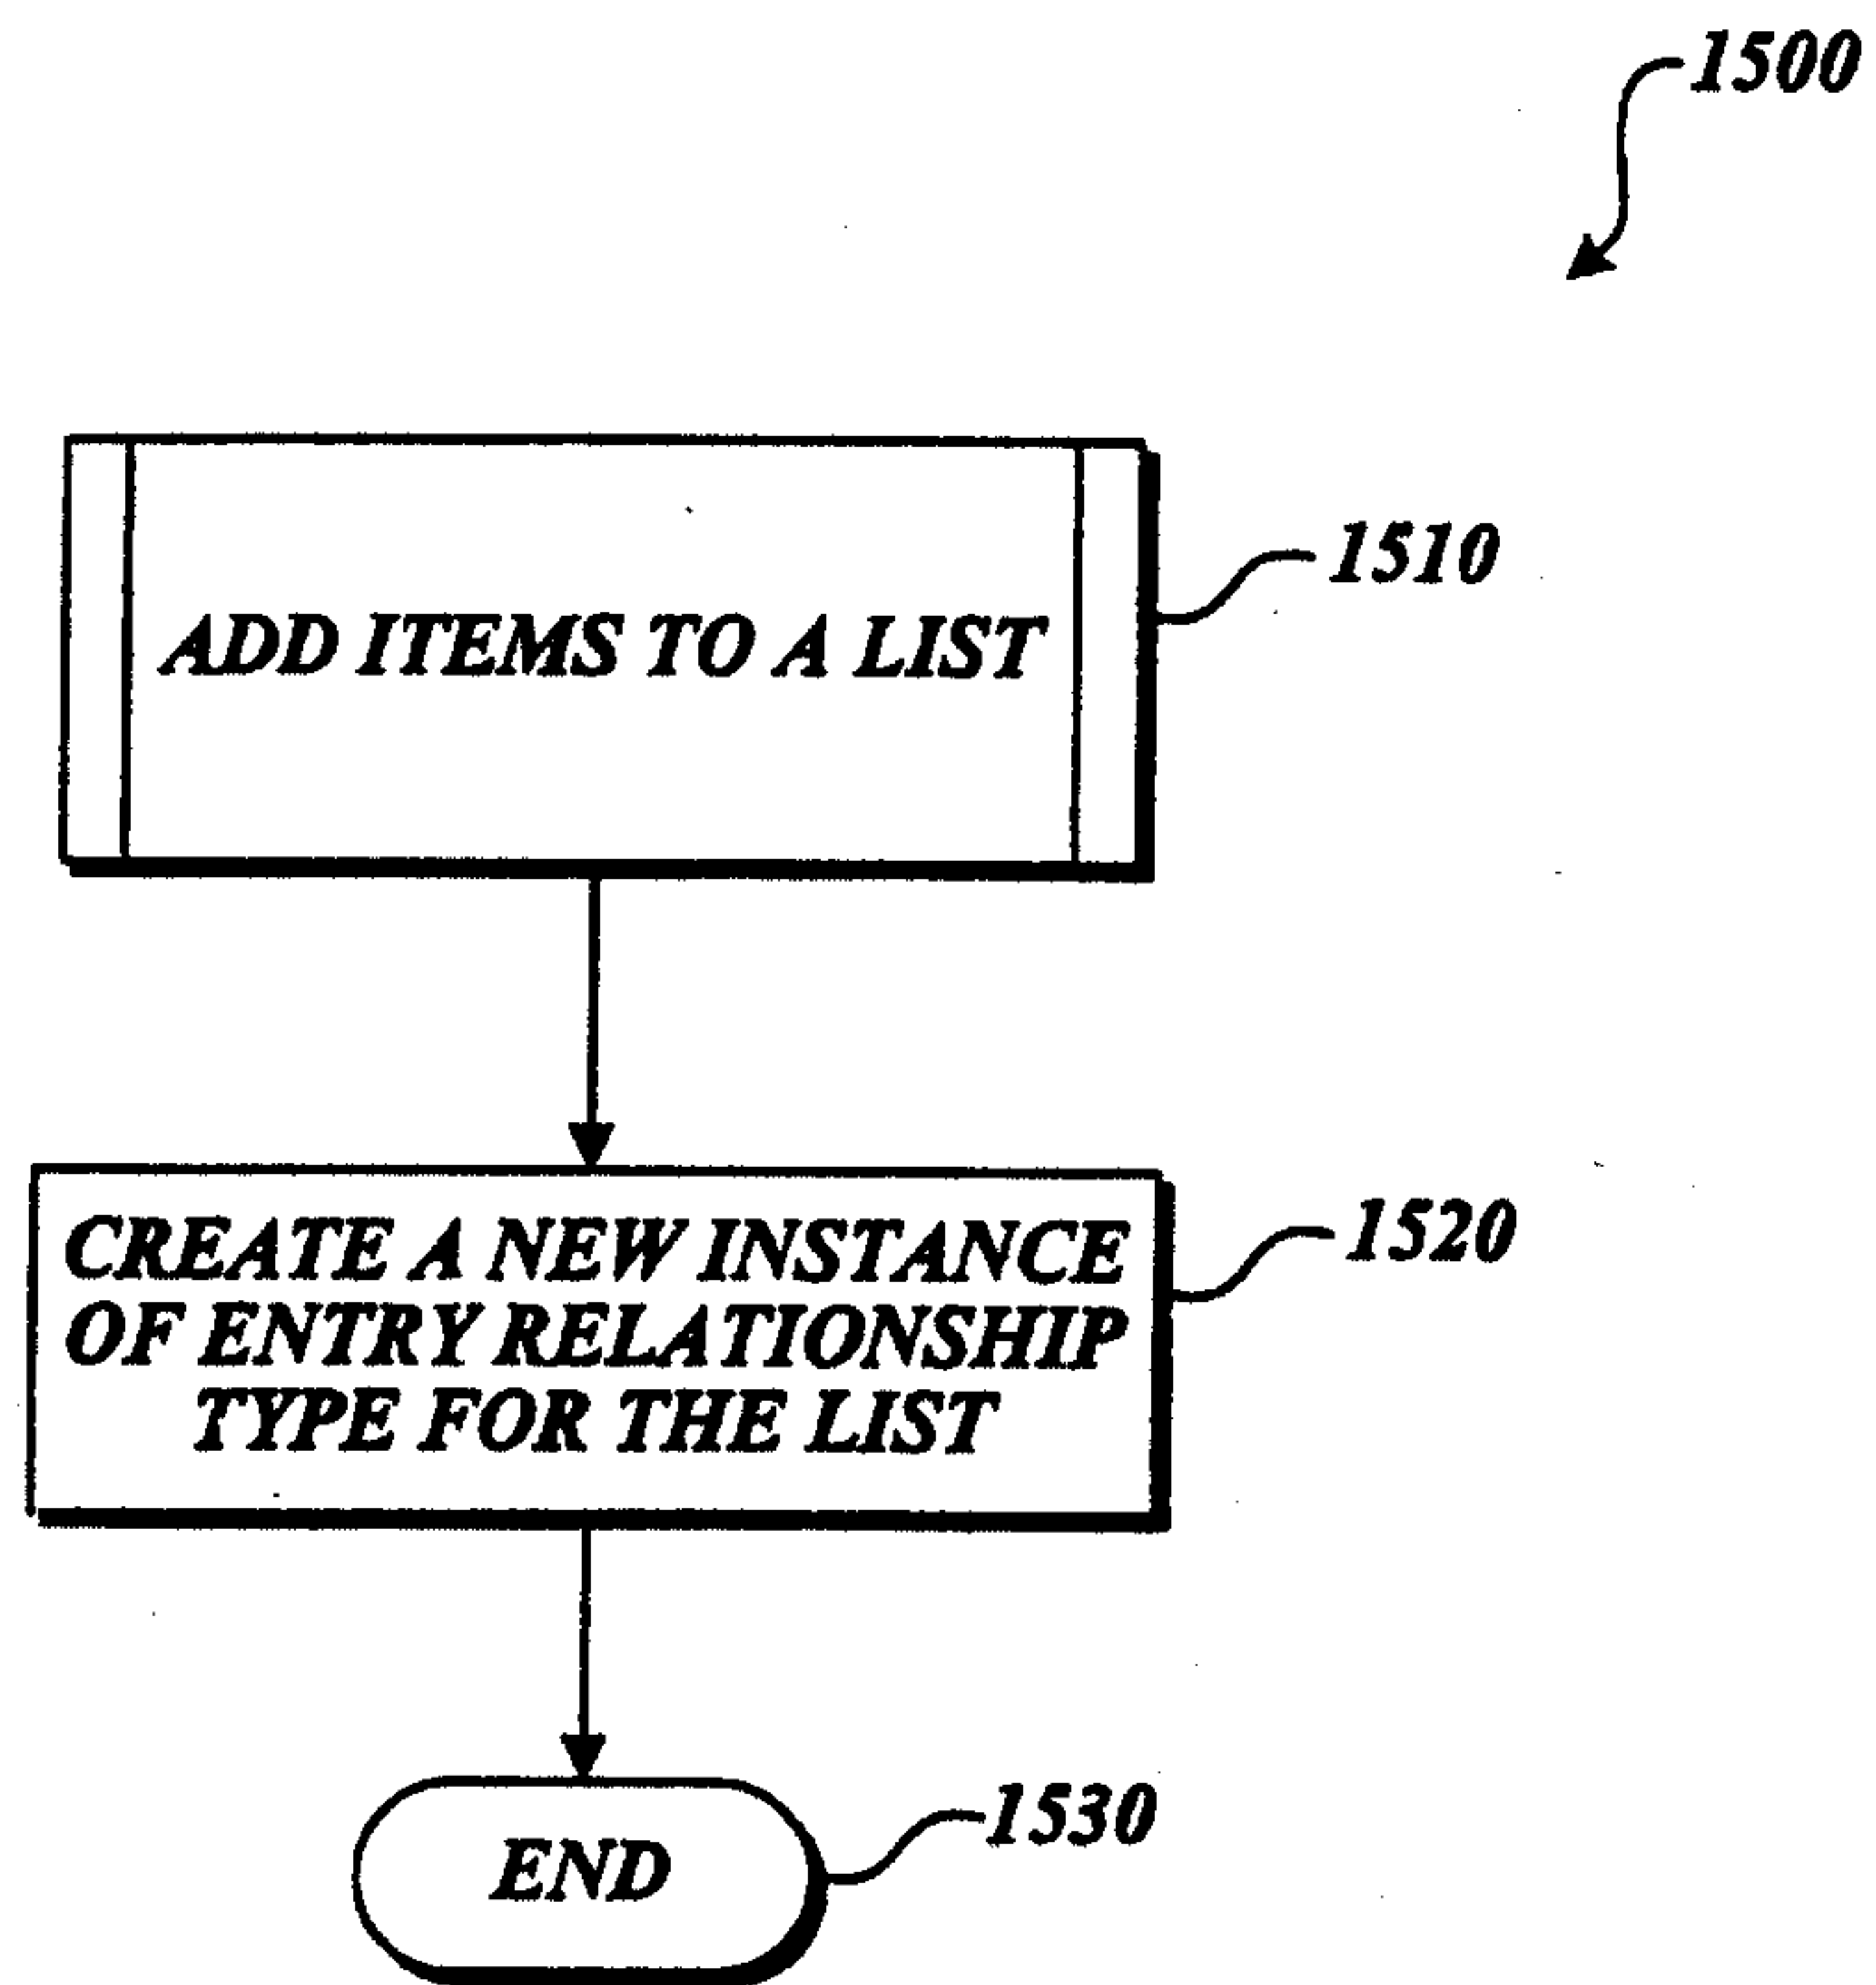 1500
1510
ADD ITEMS TO A LIST
1520
CREATE A NEW INSTANCE
OF ENTRY RELATIONSHIP
TYPE FOR THE LIST
1530
END